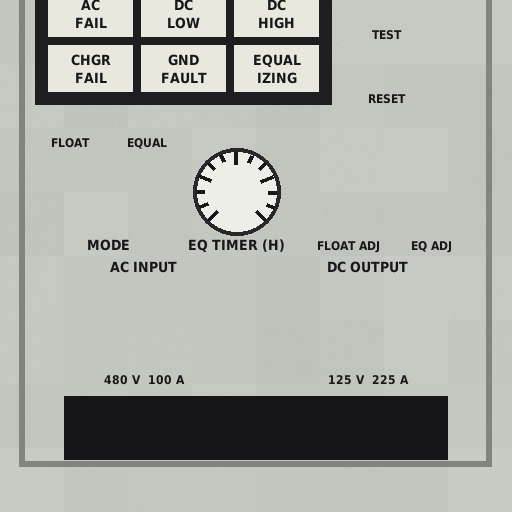 AC FAIL
DC LOW
DC HIGH
TEST
CHGR FAIL
GND FAULT
EQUAL IZING
RESET
FLOAT
EQUAL
MODE
EQ TIMER (H)
FLOAT ADJ
EQ ADJ
AC INPUT
DC OUTPUT
480 V 100 A
125 V 225 A